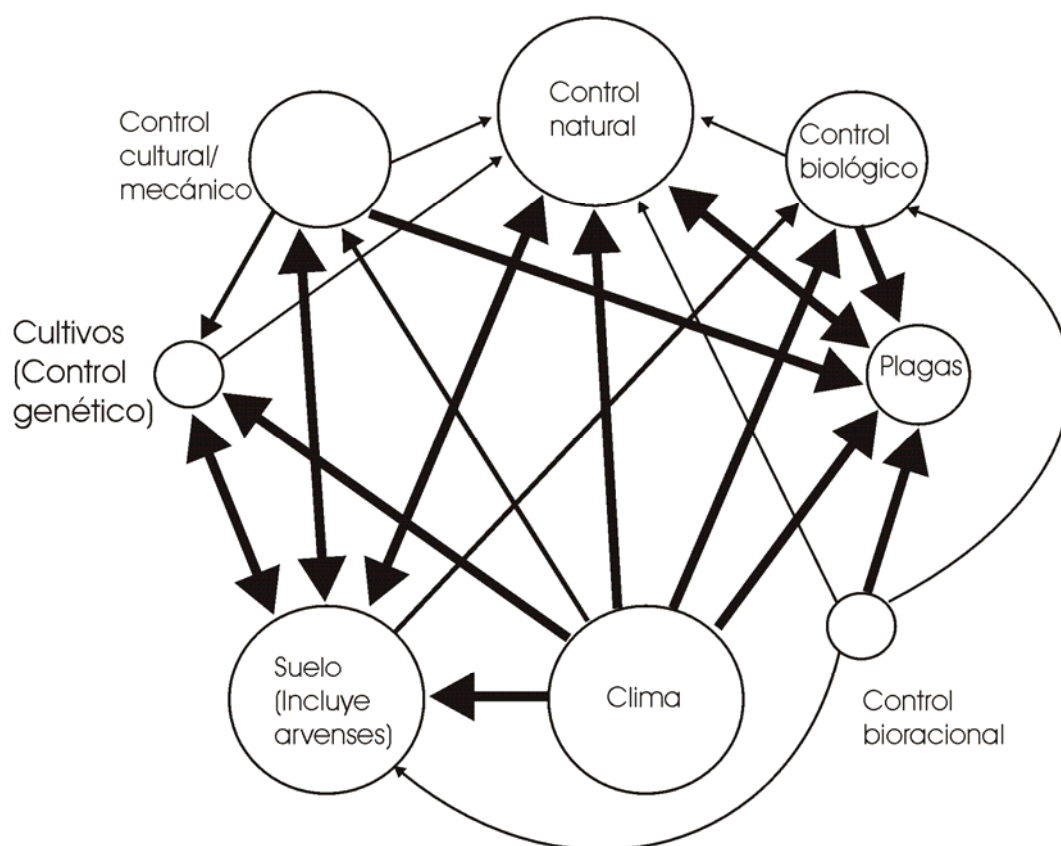 Control
natural
Control
cultural/
mecánico
Control
biológico
Cultivos
(Control
genético)
Plagas
Suelo
(Incluye
arvenses)
Clima
Control
bioracional